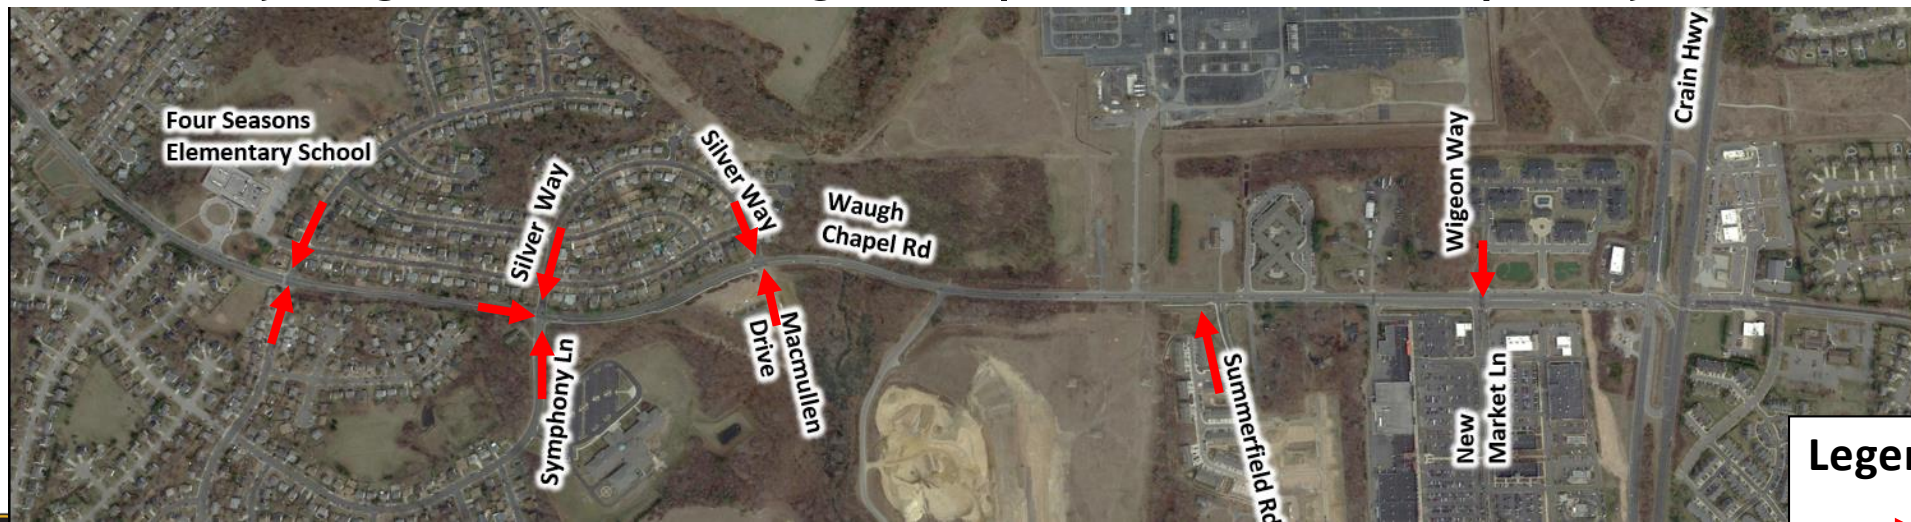 Four Seasons
Elementary School
Silver Way
Silver Way
Waugh
Chapel Rd
Symphony Ln
Macmullen
Drive
Summerfield Rd
Wigeon Way
New
Market Ln
Crain Hwy